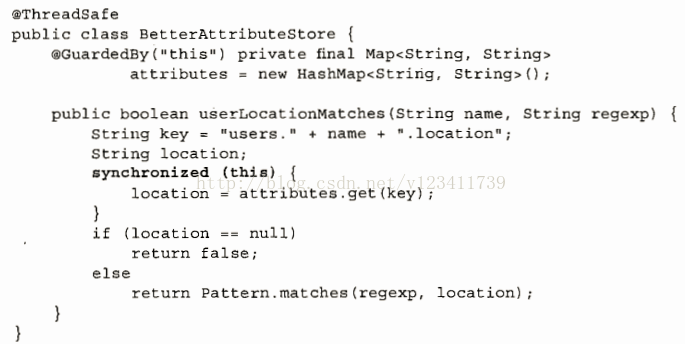 @ThreadSafe
public class BetterAttributeStore {
    @GuardedBy("this") private final Map<String, String>
            attributes = new HashMap<String, String>();

    public boolean userLocationMatches(String name, String regexp) {
        String key = "users." + name + ".location";
        String location;
        synchronized (this) {
http://blog.csdn.net/y123411739
            location = attributes.get(key);
        }
        if (location == null)
            return false;
        else
            return Pattern.matches(regexp, location);
    }
}